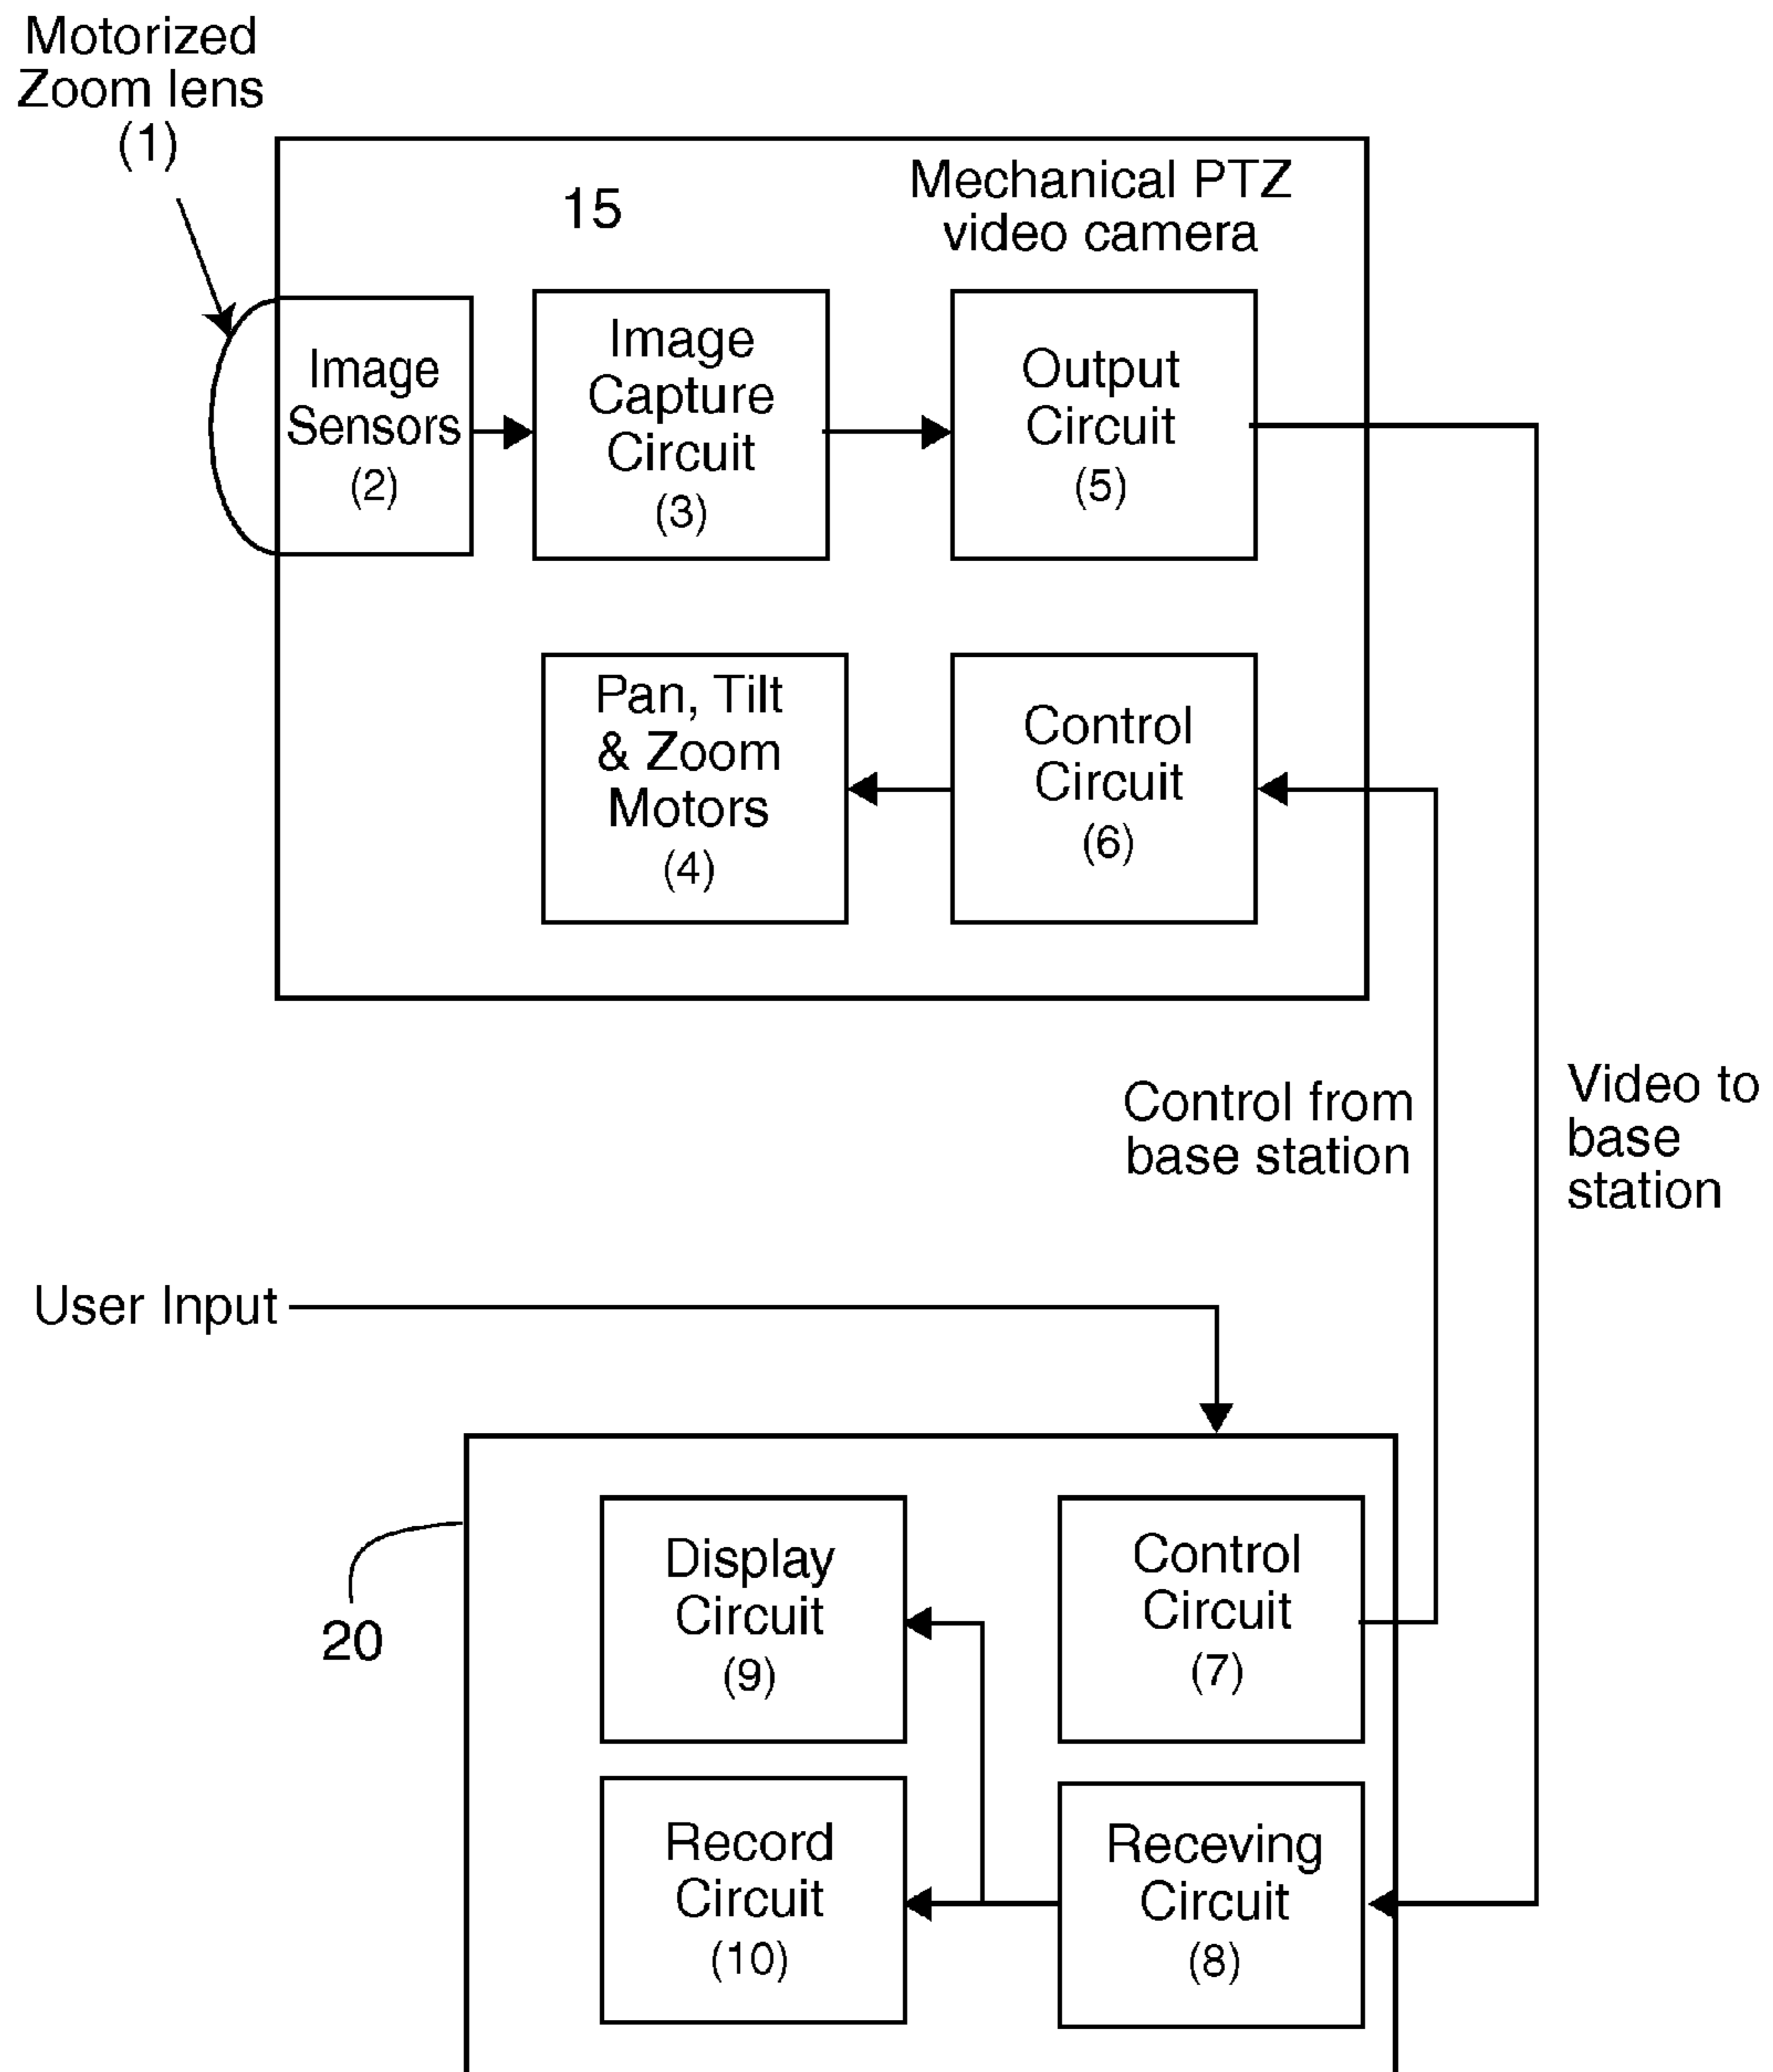 Motorized
Zoom lens
(1)
15
Mechanical PTZ
video camera
Image
Sensors
(2)
Image
Capture
Circuit
(3)
Output
Circuit
(5)
Pan, Tilt
& Zoom
Motors
(4)
Control
Circuit
(6)
Control from
base station
Video to
base
station
User Input
20
Display
Circuit
(9)
Control
Circuit
(7)
Record
Circuit
(10)
Receving
Circuit
(8)